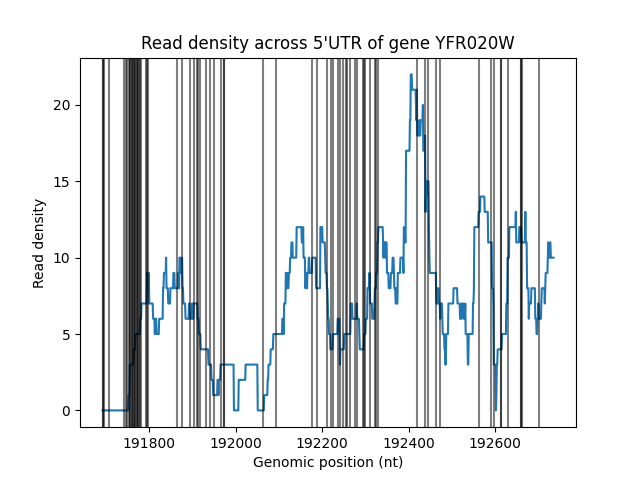 Read density across 5'UTR of gene YFR020W
Read density
20
15
10
5
0
191800 192000 192200 192400 192600
Genomic position (nt)